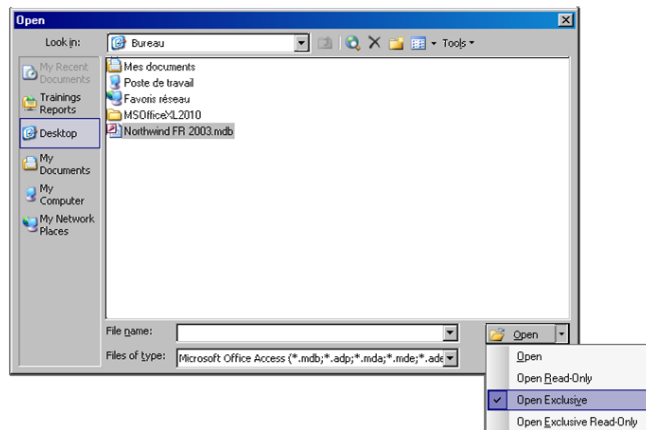 Open
Look in:
Bureau
Tools
My Recent
Documents
Trainings
Reports
Desktop
My
Documents
My
Computer
My Network
Places
Mes documents
Poste de travail
Favoris réseau
MSOfficeXL2010
Northwind FR 2003.mdb
File name:
Open
Files of type:
Microsoft Office Access (*.mdb;*.adp;*.mda;*.mde;*.ade
Open
Open Read-Only
Open Exclusive
Open Exclusive Read-Only